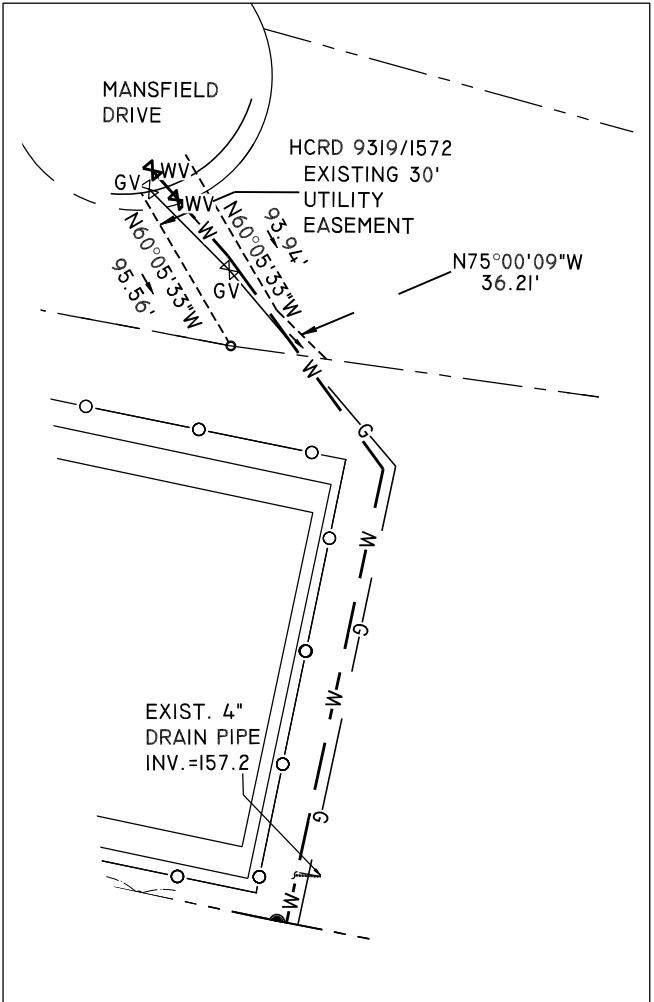 MANSFIELD
DRIVE
HCRD 9319/1572
EXISTING 30'
UTILITY
EASEMENT
WV
GV
WV
N60°05'33"W
95.56'
W
93.94'
N60°05'33"W
GV
N75°00'09"W
36.21'
W
G
W
G
W
EXIST. 4"
DRAIN PIPE
INV.=157.2
G
W